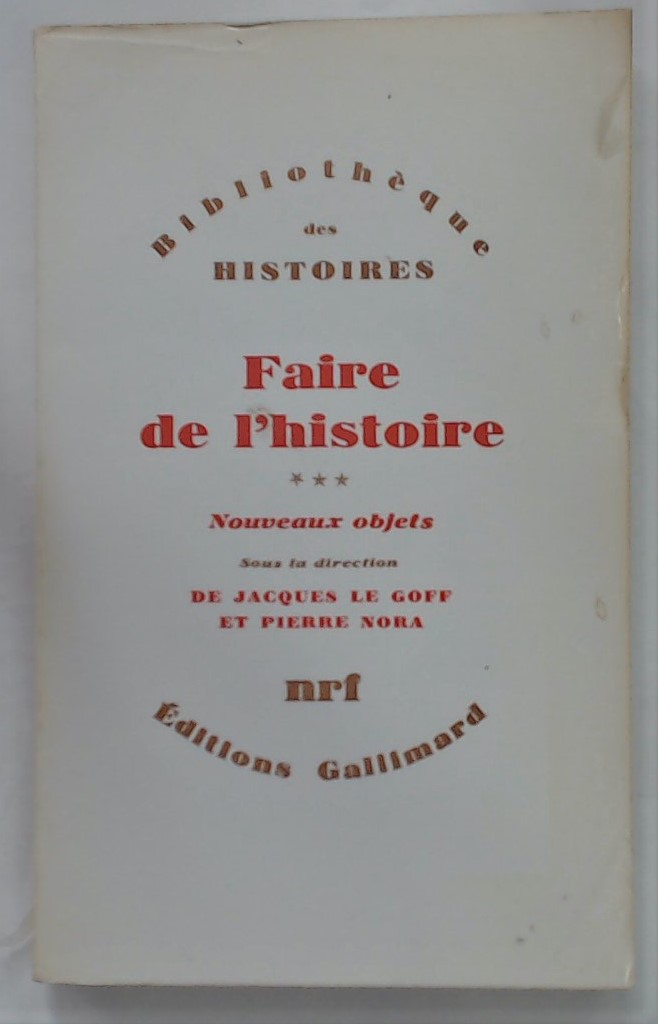 Bibliothèque
des
HISTOIRES
Faire
de l'histoire
***
Nouveaux objets
Sous la direction
DE JACQUES LE GOFF
ET PIERRE NORA
nrf
Éditions Gallimard